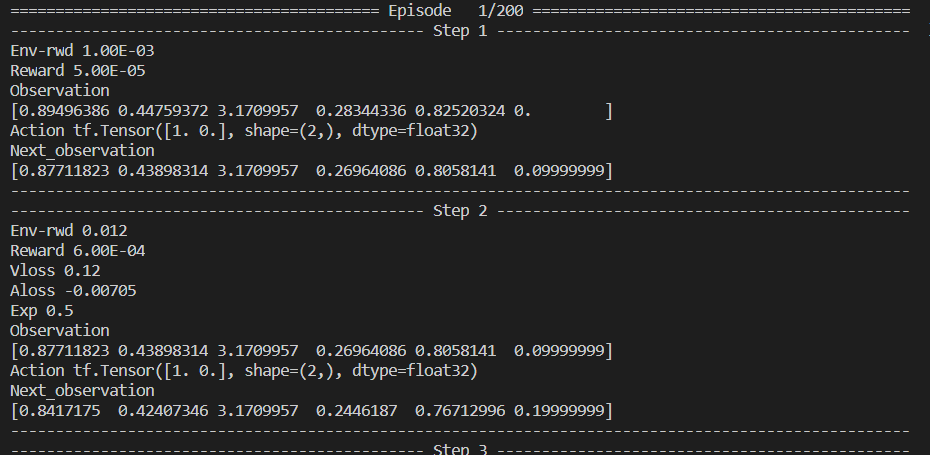 ========================================= Episode   1/200 ==========================================
---------------------------------------------- Step 1 ----------------------------------------------
Env-rwd 1.00E-03
Reward 5.00E-05
Observation
[0.89496386 0.44759372 3.1709957  0.28344336 0.82520324 0.        ]
Action tf.Tensor([1. 0.], shape=(2,), dtype=float32)
Next_observation
[0.87711823 0.43898314 3.1709957  0.26964086 0.8058141  0.09999999]
----------------------------------------------------------------------------------------------------
---------------------------------------------- Step 2 ----------------------------------------------
Env-rwd 0.012
Reward 6.00E-04
Vloss 0.12
Aloss -0.00705
Exp 0.5
Observation
[0.87711823 0.43898314 3.1709957  0.26964086 0.8058141  0.09999999]
Action tf.Tensor([1. 0.], shape=(2,), dtype=float32)
Next_observation
[0.8417175  0.42407346 3.1709957  0.2446187  0.76712996 0.19999999]
----------------------------------------------------------------------------------------------------
---------------------------------------------- Step 3 ----------------------------------------------